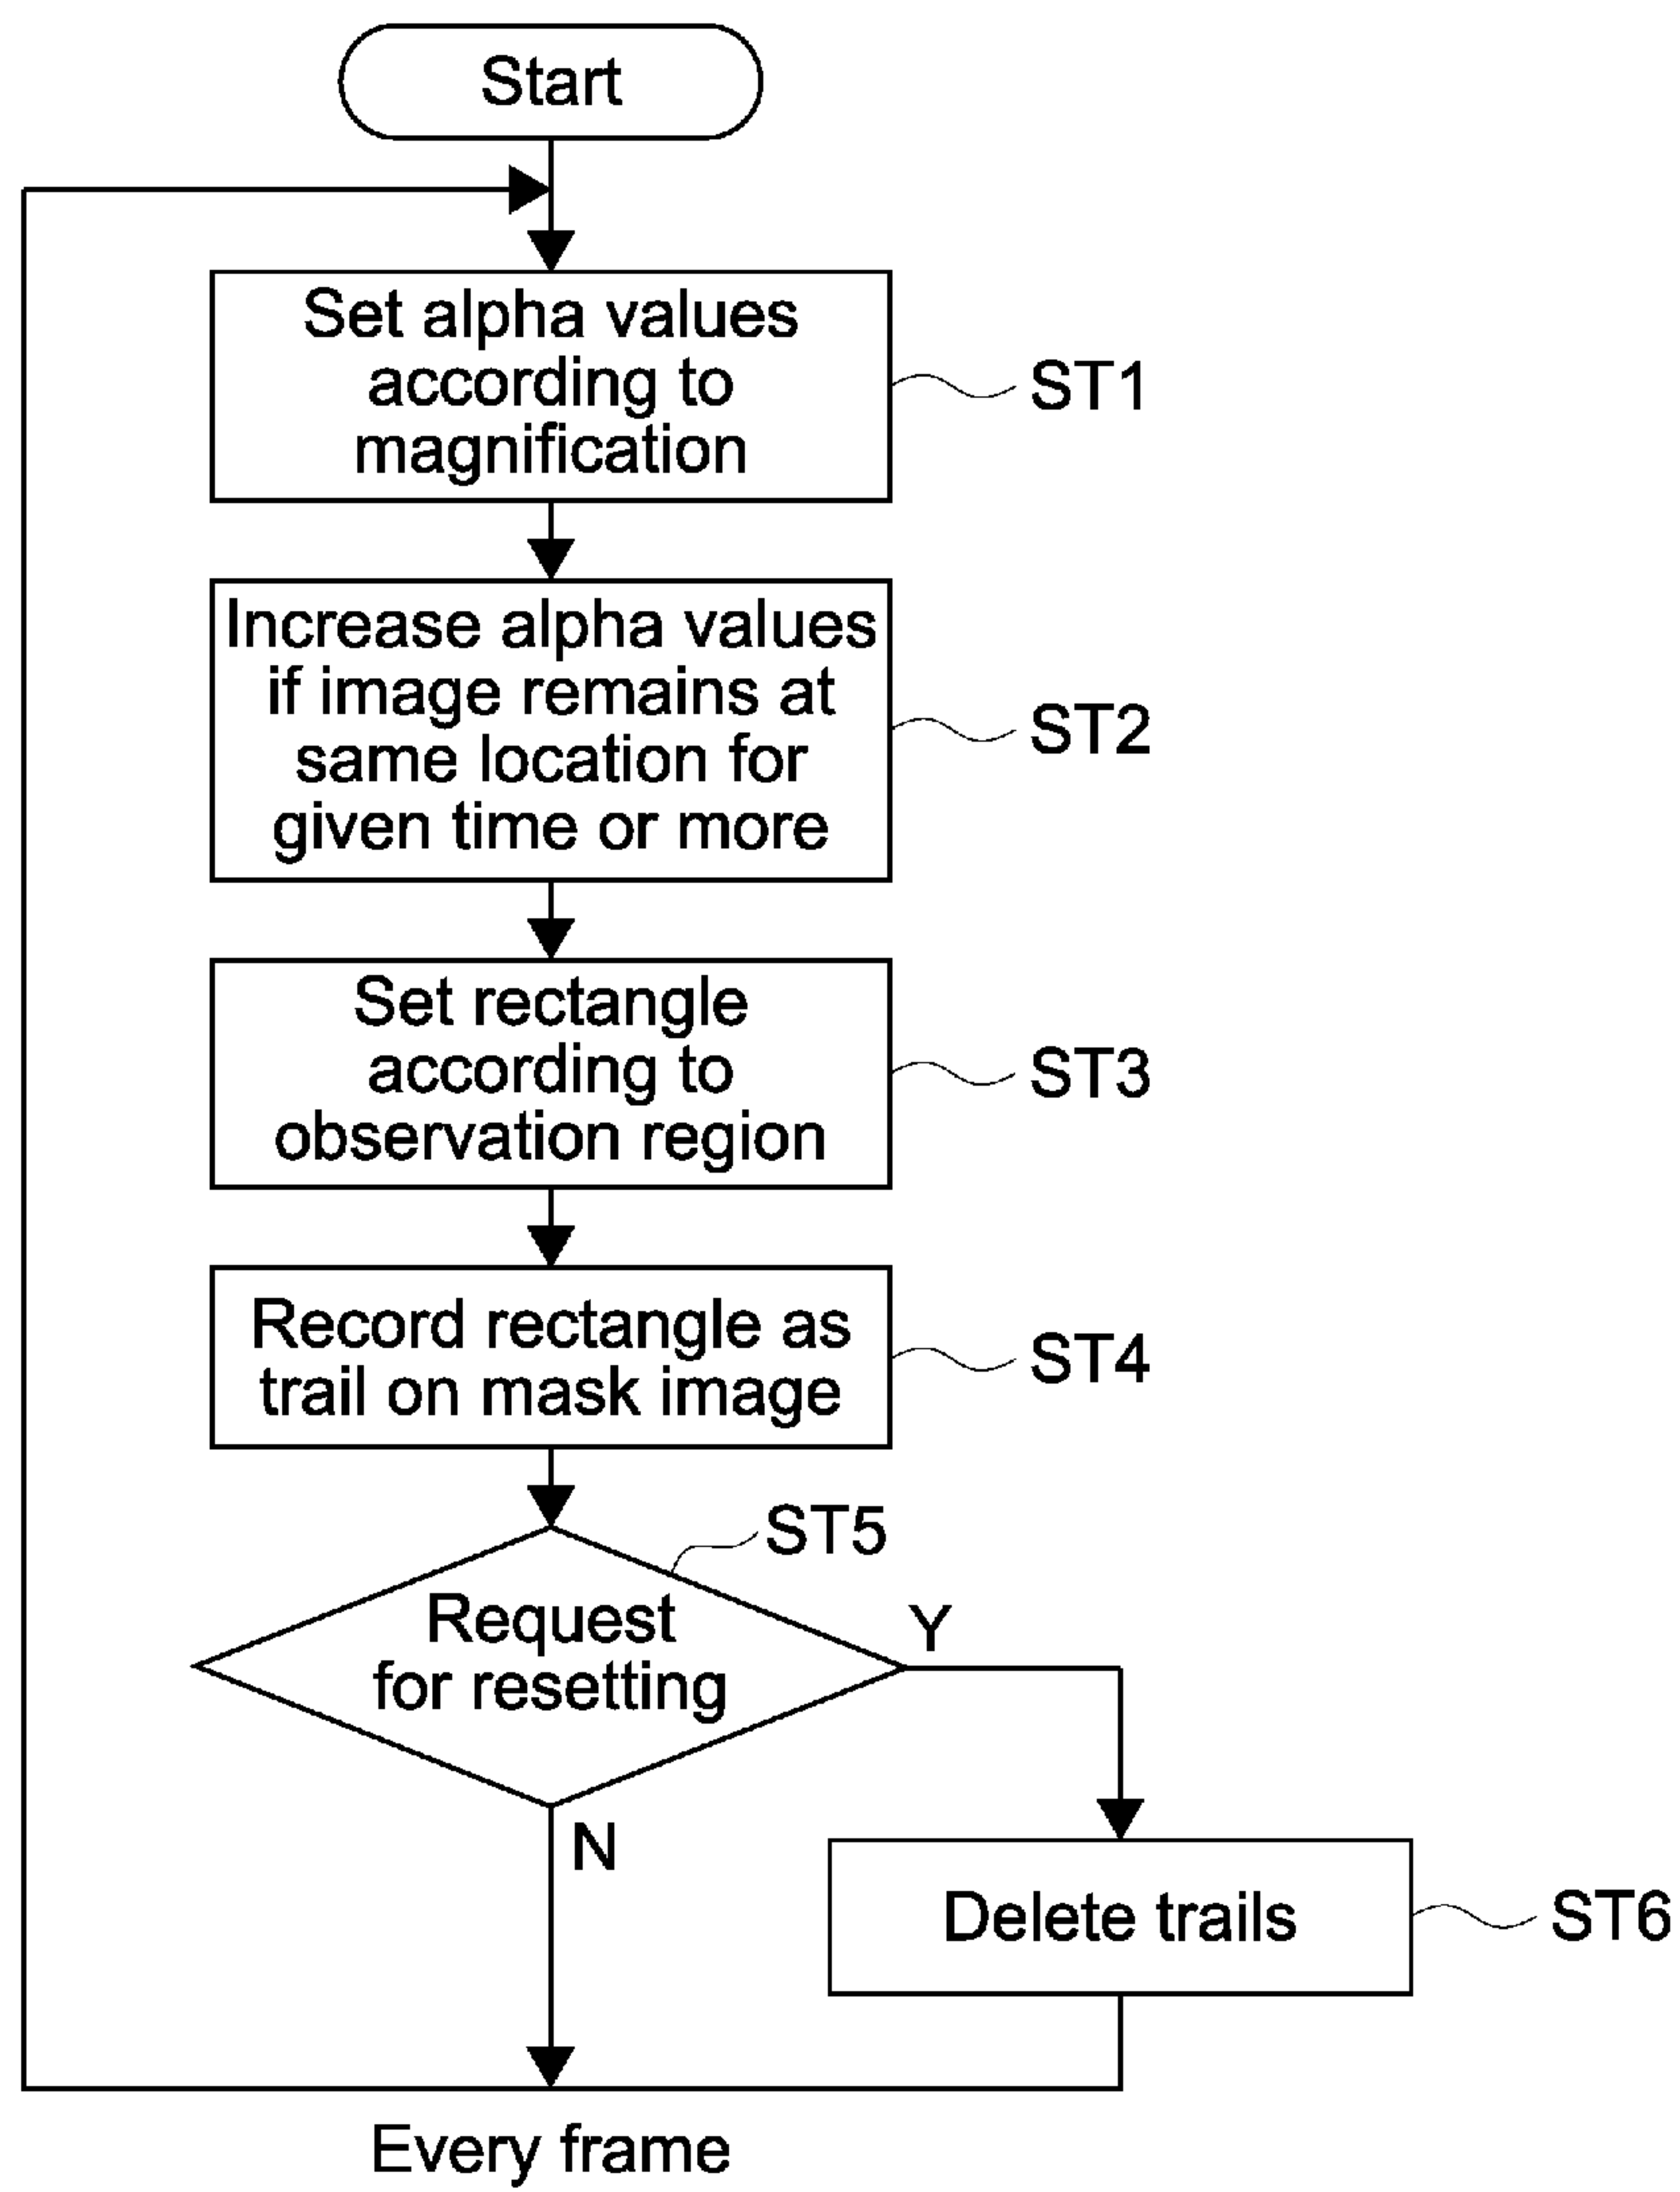 Start
Set alpha values
according to
magnification
ST1
Increase alpha values
if image remains at
same location for
given time or more
ST2
Set rectangle
according to
observation region
ST3
Record rectangle as
trail on mask image
ST4
ST5
Request
for resetting
Y
N
Delete trails
ST6
Every frame